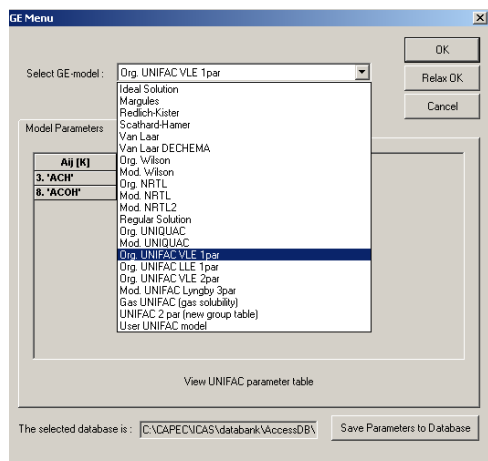 GE Menu
OK
Select GE-model :
Org. UNIFAC VLE 1par
Relax OK
Cancel
Ideal Solution
Margules
Redlich-Kister
Scathard-Hamer
Van Laar
Van Laar DECHEMA
Org. Wilson
Mod. Wilson
Org. NRTL
Mod. NRTL
Mod. NRTL2
Regular Solution
Org. UNIQUAC
Mod. UNIQUAC
Org. UNIFAC VLE 1par
Org. UNIFAC LLE 1par
Org. UNIFAC VLE 2par
Mod. UNIFAC Lyngby 3par
Gas UNIFAC (gas solubility)
UNIFAC 2 par (new group table)
User UNIFAC model
Model Parameters
Aij [K]
3. 'ACH'
8. 'ACOH'
View UNIFAC parameter table
The selected database is : C:\CAPEC\ICAS\databank\AccessDB\
Save Parameters to Database